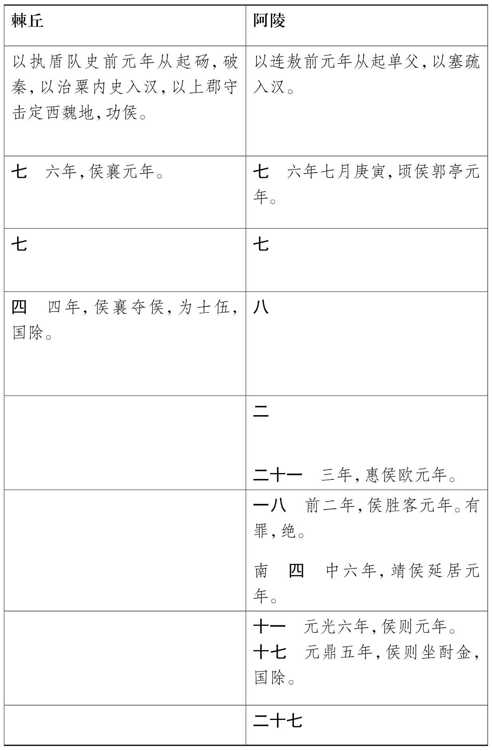 棘丘
阿陵
以执盾队史前元年从起砀，破
秦，以治粟内史入汉，以上郡守
击定西魏地，功侯。
以连敖前元年从起单父，以塞疏
入汉。
七　六年，侯襄元年。
七　六年七月庚寅，顷侯郭亭元
年。
七
七
四　四年，侯襄夺侯，为士伍，
国除。
八
二
二十一　三年，惠侯欧元年。
一八　前二年，侯胜客元年。有
罪，绝。
南　四　中六年，靖侯延居元
年。
十一　元光六年，侯则元年。
十七　元鼎五年，侯则坐酎金，
国除。
二十七